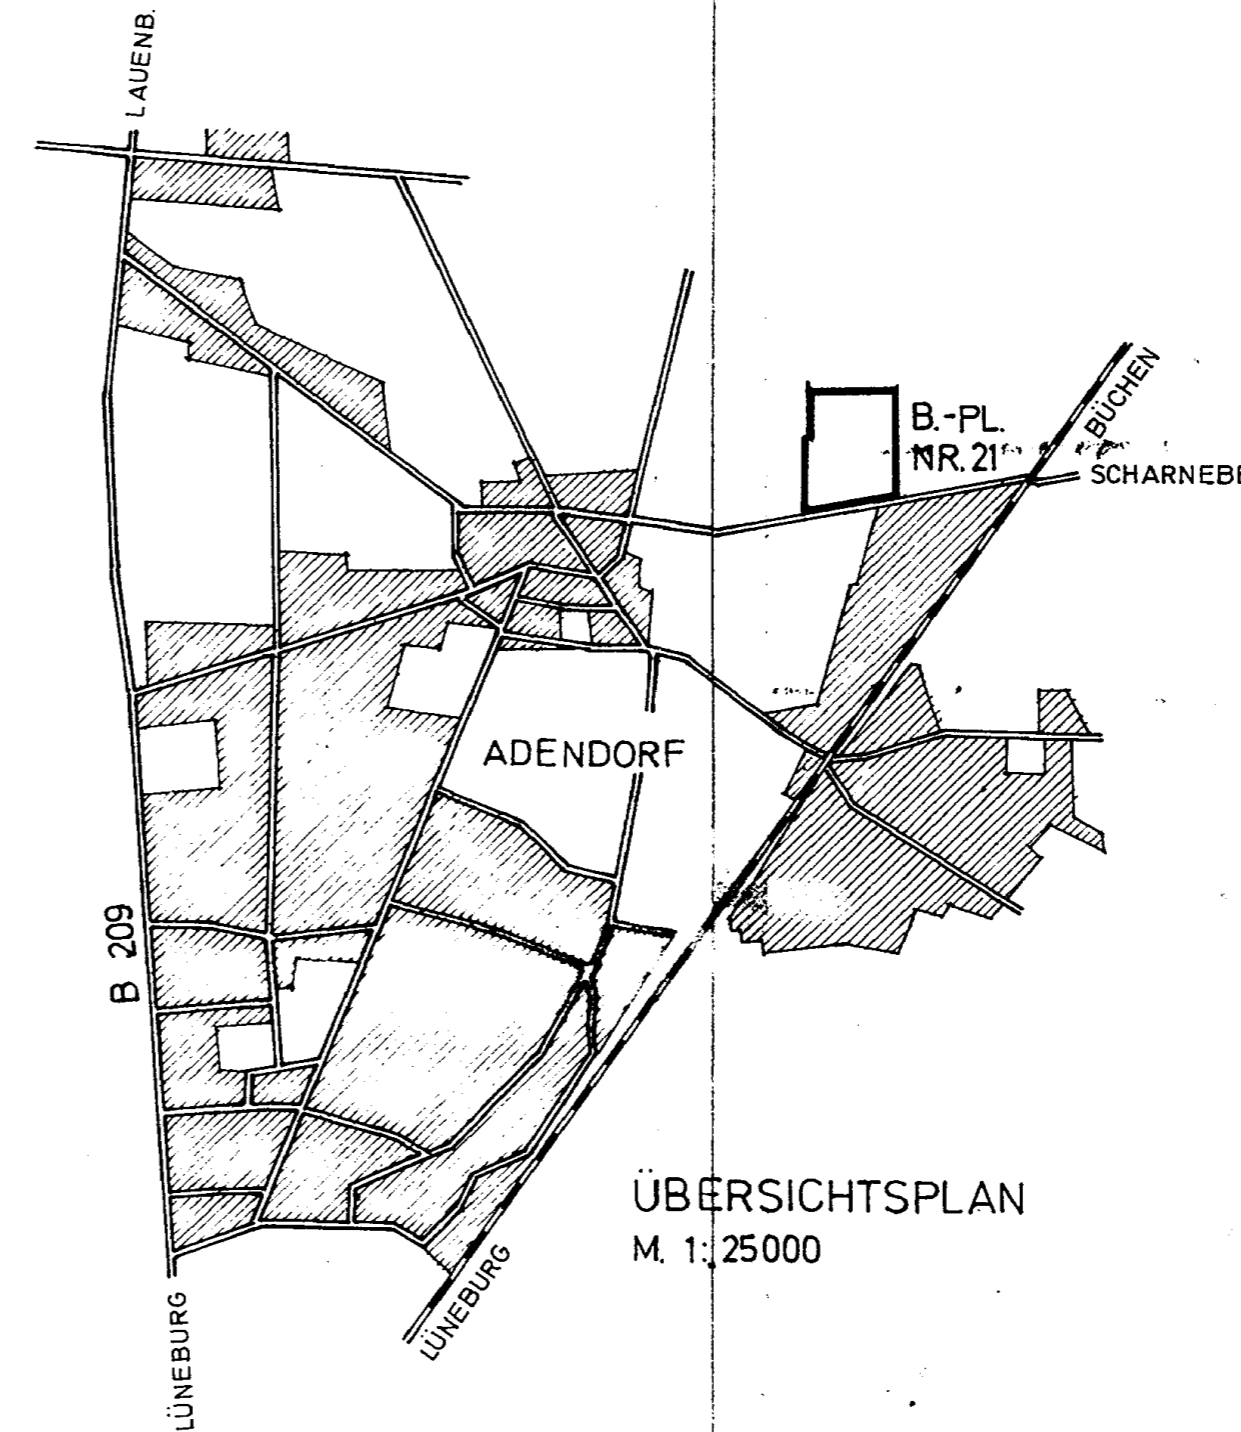 LAUENB.
BÜCHEN
B.-PL.
NR. 21
SCHARNEBE
ADENDORF
B 209
ÜBERSICHTSPLAN
M. 1: 25000
LÜNEBURG
LÜNEBURG